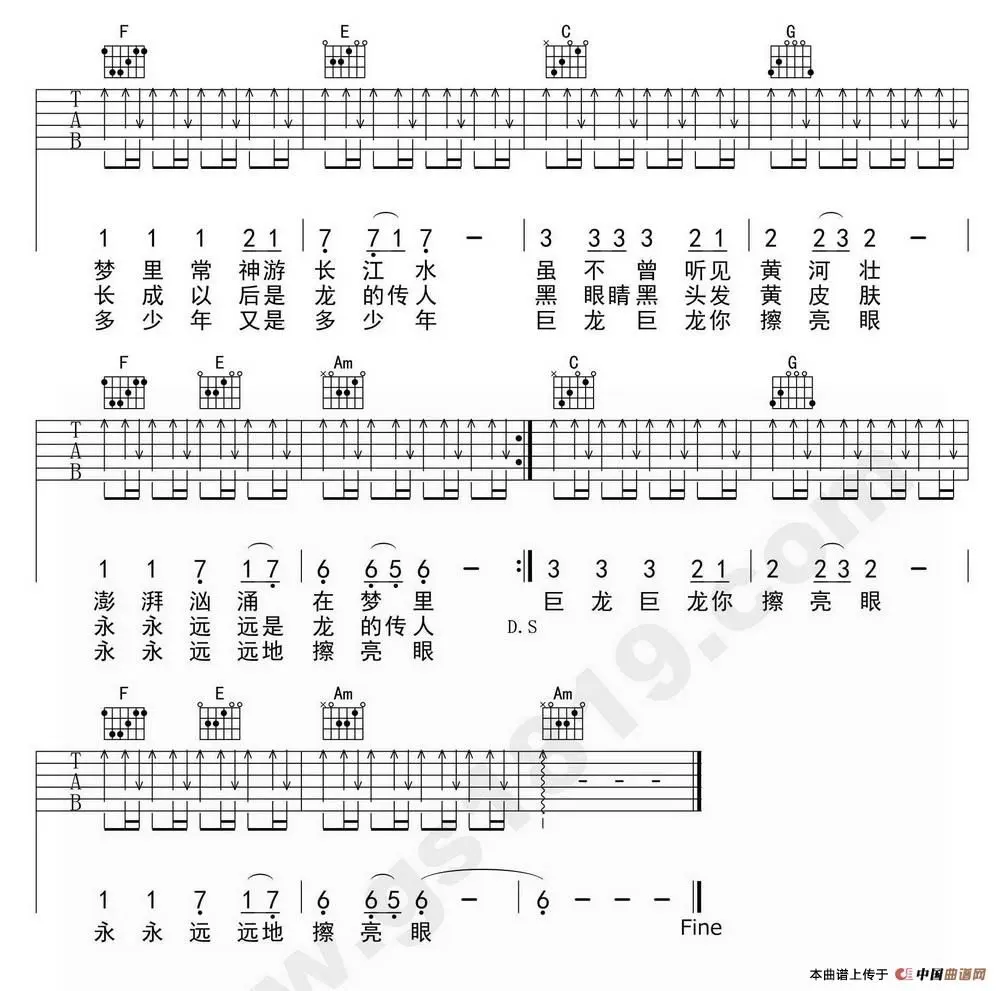 F E C G
T
A
B
1 1 1 2 1 7 7 1 7 – 3 3 3 3 2 1 2 2 3 2 –
梦里常神游长江水 虽不曾听见黄河壮
长成以后是龙的传人 黑眼睛黑头发黄皮肤
多少年又是多少年 巨龙巨龙你擦亮眼
F E Am C G
T
A
B
1 1 7 1 7 6 6 5 6 – 3 3 3 2 1 2 2 3 2 –
澎湃汹涌在梦里 巨龙巨龙你擦亮眼
永永远远是龙的传人 D.S
永永远远地擦亮眼
F E Am Am
T
A
B
1 1 7 1 7 6 6 5 6 – 6 – – –
永永远远地擦亮眼 Fine
www.gs1019.com
本曲谱上传于 中国曲谱网